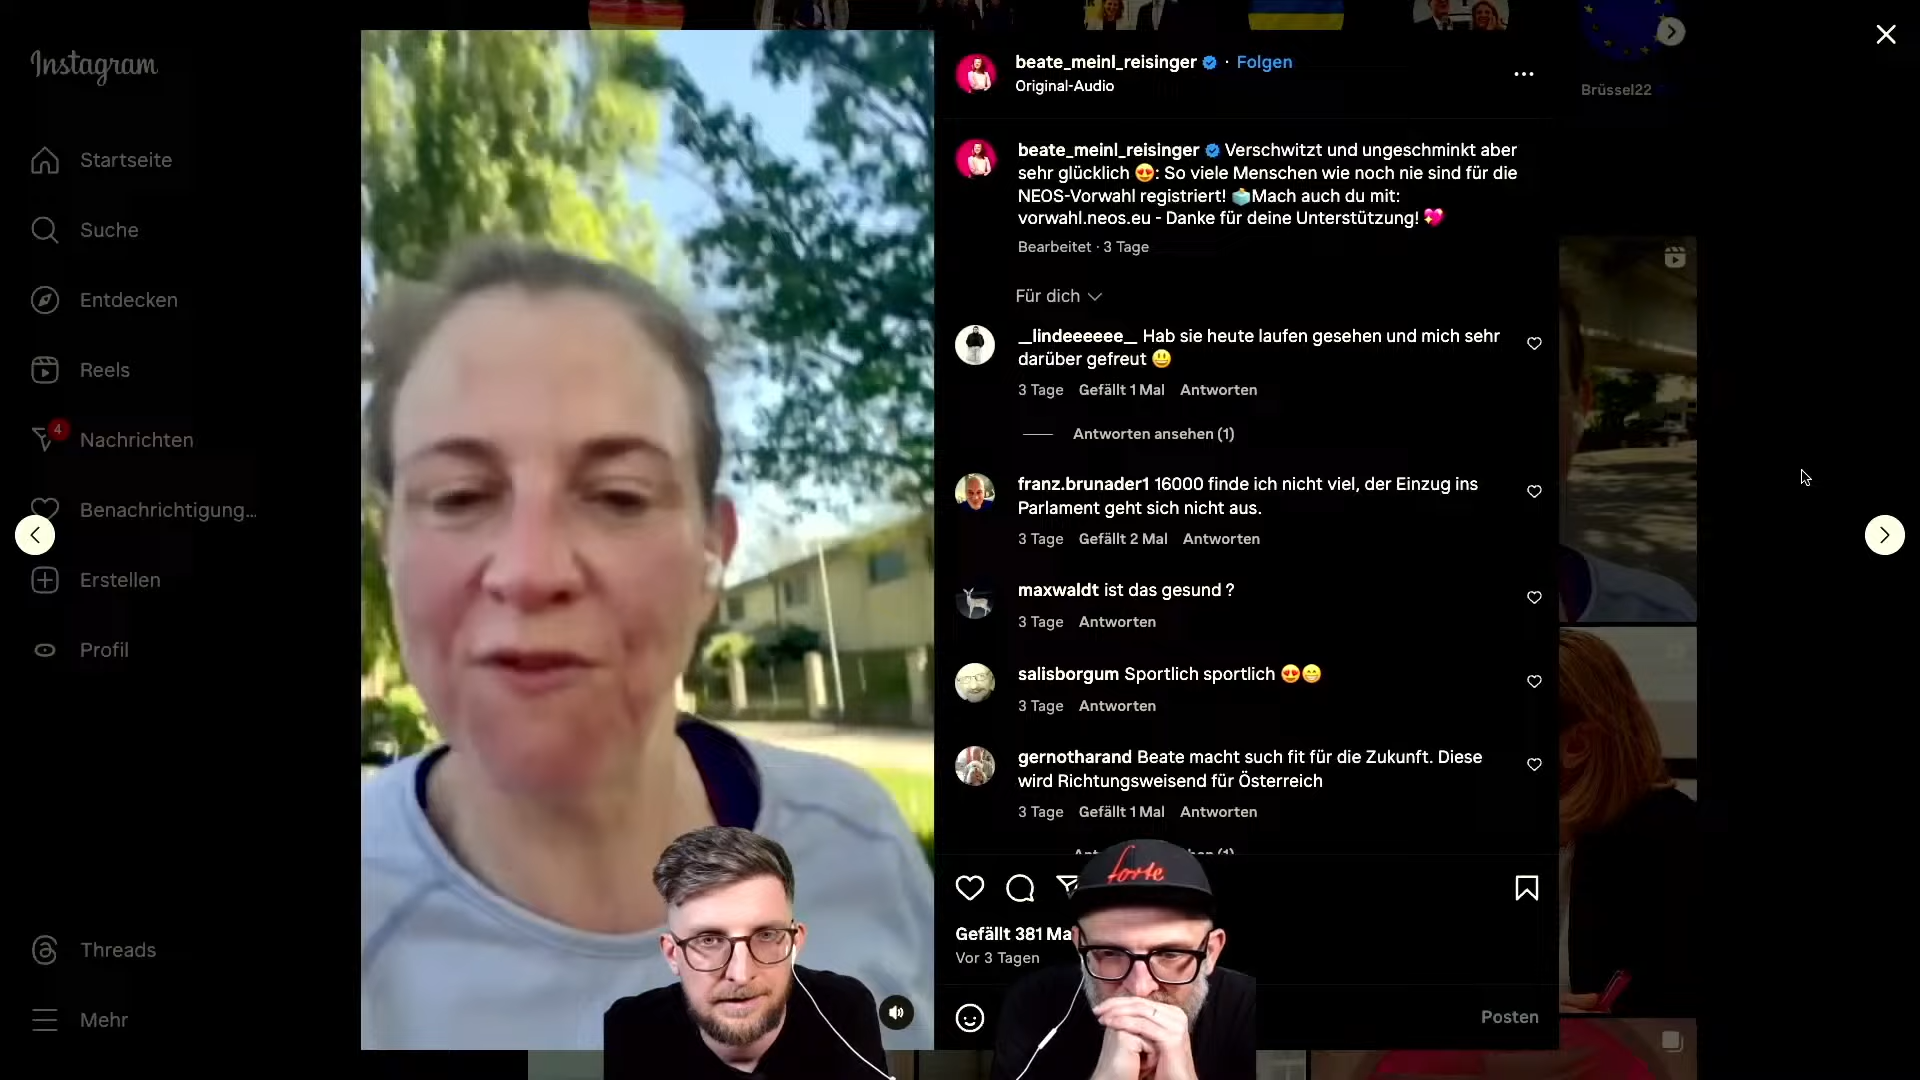 Instagram
Startseite
Suche
Entdecken
Reels
4
Nachrichten
Benachrichtigung...
Erstellen
Profil
Threads
Mehr
beate_meinl_reisinger · Folgen
Original-Audio
beate_meinl_reisinger Verschwitzt und ungeschminkt aber
sehr glücklich 😍: So viele Menschen wie noch nie sind für die
NEOS-Vorwahl registriert! 🗳️Mach auch du mit:
vorwahl.neos.eu - Danke für deine Unterstützung! 💖
Bearbeitet · 3 Tage
Für dich
__lindeeeeee__ Hab sie heute laufen gesehen und mich sehr
darüber gefreut 😃
3 Tage Gefällt 1 Mal Antworten
Antworten ansehen (1)
franz.brunader1 16000 finde ich nicht viel, der Einzug ins
Parlament geht sich nicht aus.
3 Tage Gefällt 2 Mal Antworten
maxwaldt ist das gesund ?
3 Tage Antworten
salisborgum Sportlich sportlich 😍😁
3 Tage Antworten
gernotharand Beate macht such fit für die Zukunft. Diese
wird Richtungsweisend für Österreich
3 Tage Gefällt 1 Mal Antworten
forte
Gefällt 381 Ma
Vor 3 Tagen
Posten
Brüssel22